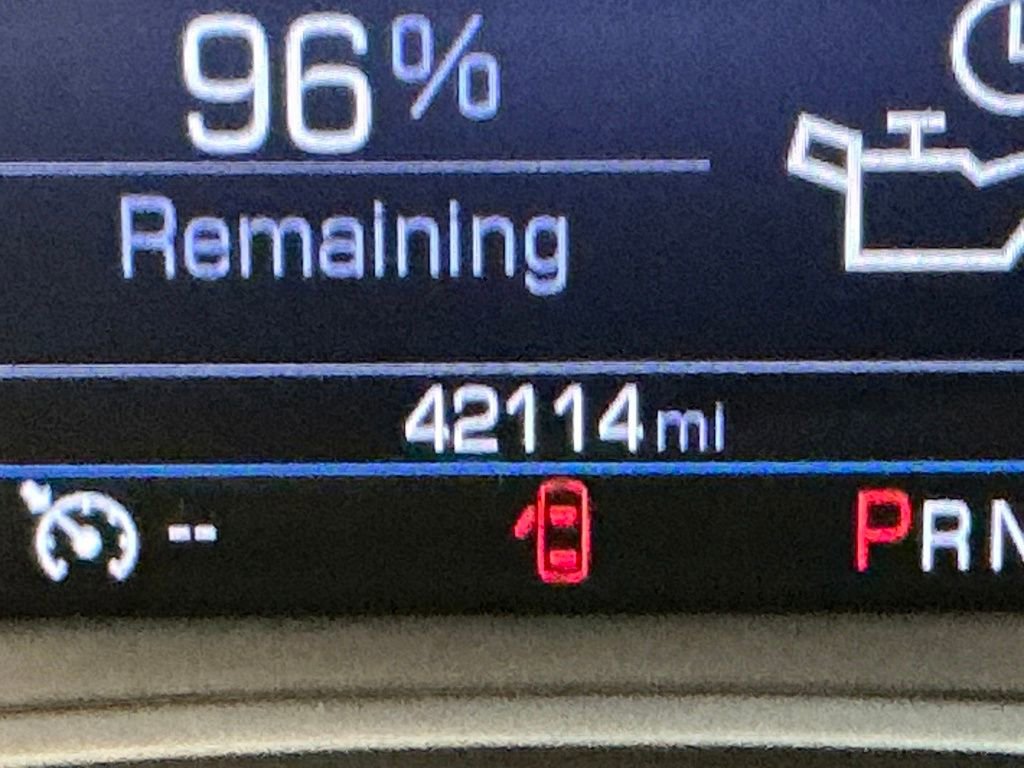 96%
Remaining
42114 mi
-- PRN